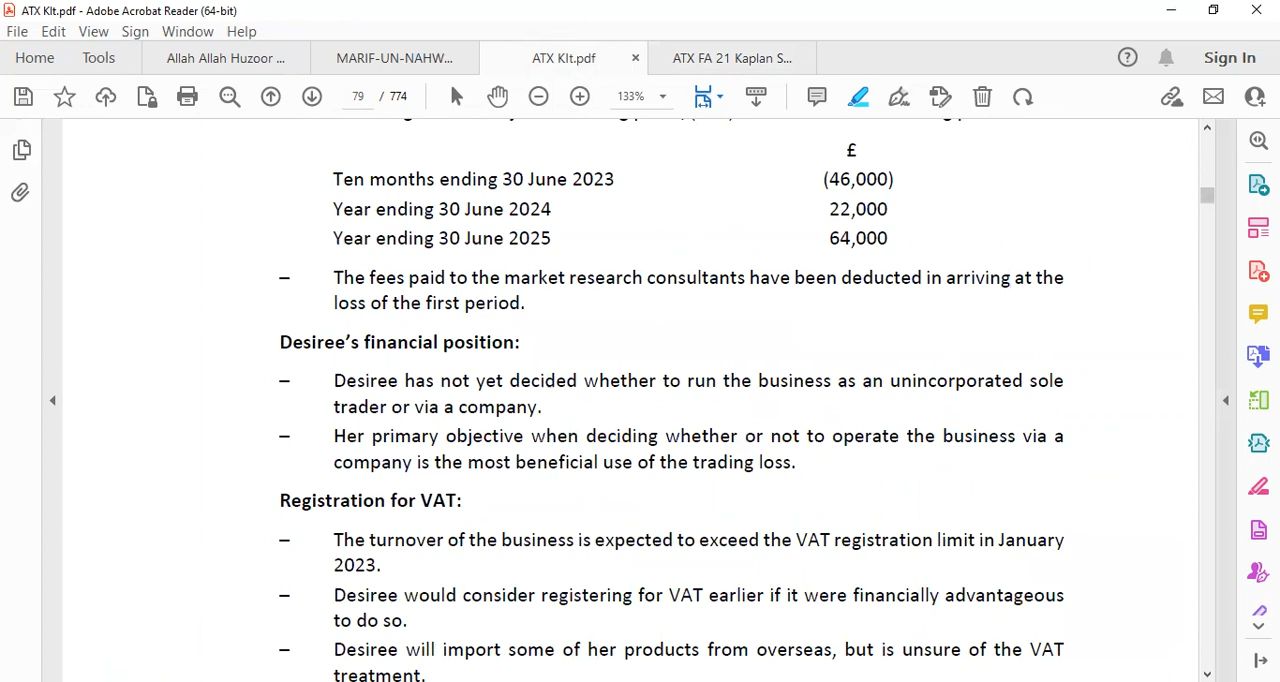 ATX KIt.pdf - Adobe Acrobat Reader (64-bit)
File Edit View Sign Window Help
Home Tools Allah Allah Huzoor ... MARIF-UN-NAHW... ATX KIt.pdf × ATX FA 21 Kaplan S... Sign In
79 / 774 133%
£
Ten months ending 30 June 2023 (46,000)
Year ending 30 June 2024 22,000
Year ending 30 June 2025 64,000
– The fees paid to the market research consultants have been deducted in arriving at the
loss of the first period.
Desiree’s financial position:
– Desiree has not yet decided whether to run the business as an unincorporated sole
trader or via a company.
– Her primary objective when deciding whether or not to operate the business via a
company is the most beneficial use of the trading loss.
Registration for VAT:
– The turnover of the business is expected to exceed the VAT registration limit in January
2023.
– Desiree would consider registering for VAT earlier if it were financially advantageous
to do so.
– Desiree will import some of her products from overseas, but is unsure of the VAT
treatment.